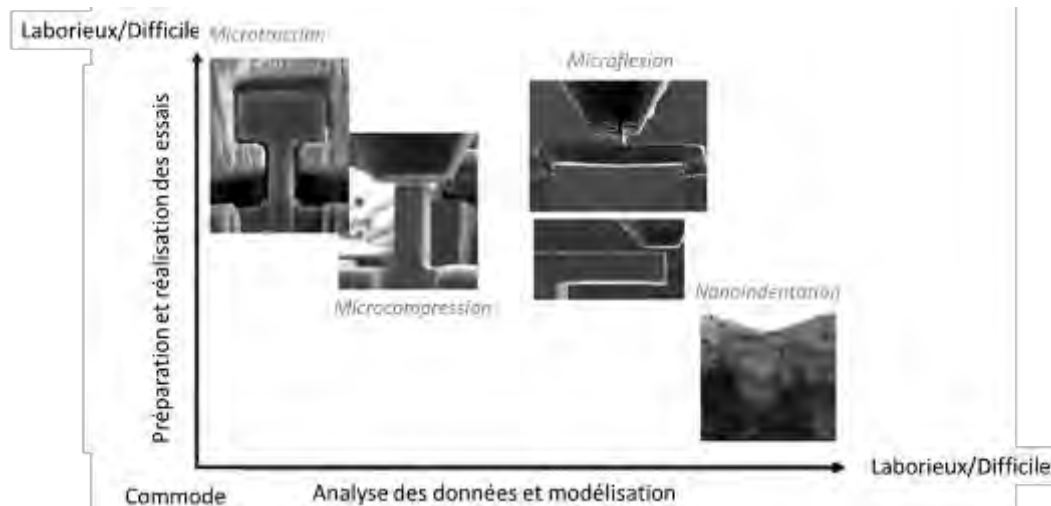 Laborieux/Difficile
Microtraction
Microflexion
Préparation et réalisation des essais
Microcompression
Nanoindentation
Laborieux/Difficile
Commode
Analyse des données et modélisation